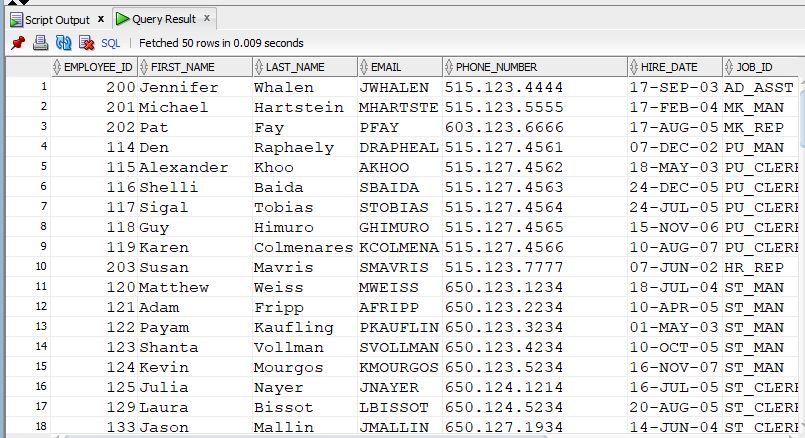 Script Output x Query Result x
SQL | Fetched 50 rows in 0.009 seconds
EMPLOYEE_ID FIRST_NAME LAST_NAME EMAIL PHONE_NUMBER HIRE_DATE JOB_ID
1 200 Jennifer Whalen JWHALEN 515.123.4444 17-SEP-03 AD_ASST
2 201 Michael Hartstein MHARTSTE 515.123.5555 17-FEB-04 MK_MAN
3 202 Pat Fay PFAY 603.123.6666 17-AUG-05 MK_REP
4 114 Den Raphaely DRAPHEAL 515.127.4561 07-DEC-02 PU_MAN
5 115 Alexander Khoo AKHOO 515.127.4562 18-MAY-03 PU_CLER
6 116 Shelli Baida SBAIDA 515.127.4563 24-DEC-05 PU_CLER
7 117 Sigal Tobias STOBIAS 515.127.4564 24-JUL-05 PU_CLER
8 118 Guy Himuro GHIMURO 515.127.4565 15-NOV-06 PU_CLER
9 119 Karen Colmenares KCOLMENA 515.127.4566 10-AUG-07 PU_CLER
10 203 Susan Mavris SMAVRIS 515.123.7777 07-JUN-02 HR_REP
11 120 Matthew Weiss MWEISS 650.123.1234 18-JUL-04 ST_MAN
12 121 Adam Fripp AFRIPP 650.123.2234 10-APR-05 ST_MAN
13 122 Payam Kaufling PKAUFLIN 650.123.3234 01-MAY-03 ST_MAN
14 123 Shanta Vollman SVOLLMAN 650.123.4234 10-OCT-05 ST_MAN
15 124 Kevin Mourgos KMOURGOS 650.123.5234 16-NOV-07 ST_MAN
16 125 Julia Nayer JNAYER 650.124.1214 16-JUL-05 ST_CLER
17 129 Laura Bissot LBISSOT 650.124.5234 20-AUG-05 ST_CLER
18 133 Jason Mallin JMALLIN 650.127.1934 14-JUN-04 ST_CLER